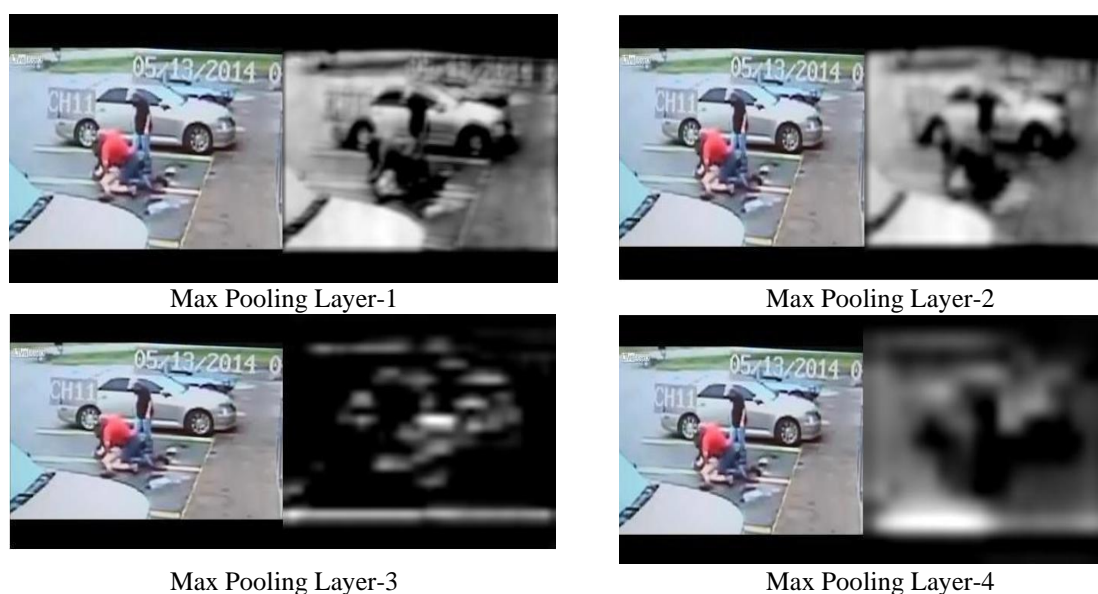 05/13/2014 0
CH11
05/13/2014 0
CH11
Max Pooling Layer-1
Max Pooling Layer-2
05/13/2014 0
CH11
05/13/2014 0
CH11
Max Pooling Layer-3
Max Pooling Layer-4